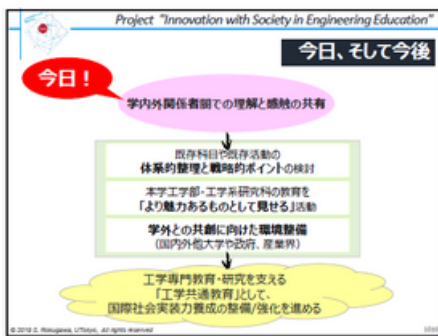 Project "Innovation with Society in Engineering Education"
今日、そして今後
今日！
学内外関係者間での理解と感触の共有
既存科目や既存活動の
体系的整理と戦略的ポイントの検討
本学工学部・工学系研究科の教育を
「より魅力あるものとして見せる」活動
学外との共創に向けた環境整備
（国内外他大学や政府、産業界）
工学専門教育・研究を支える
「工学共通教育」として、
国際社会実装力養成の整備/強化を進める
All rights reserved